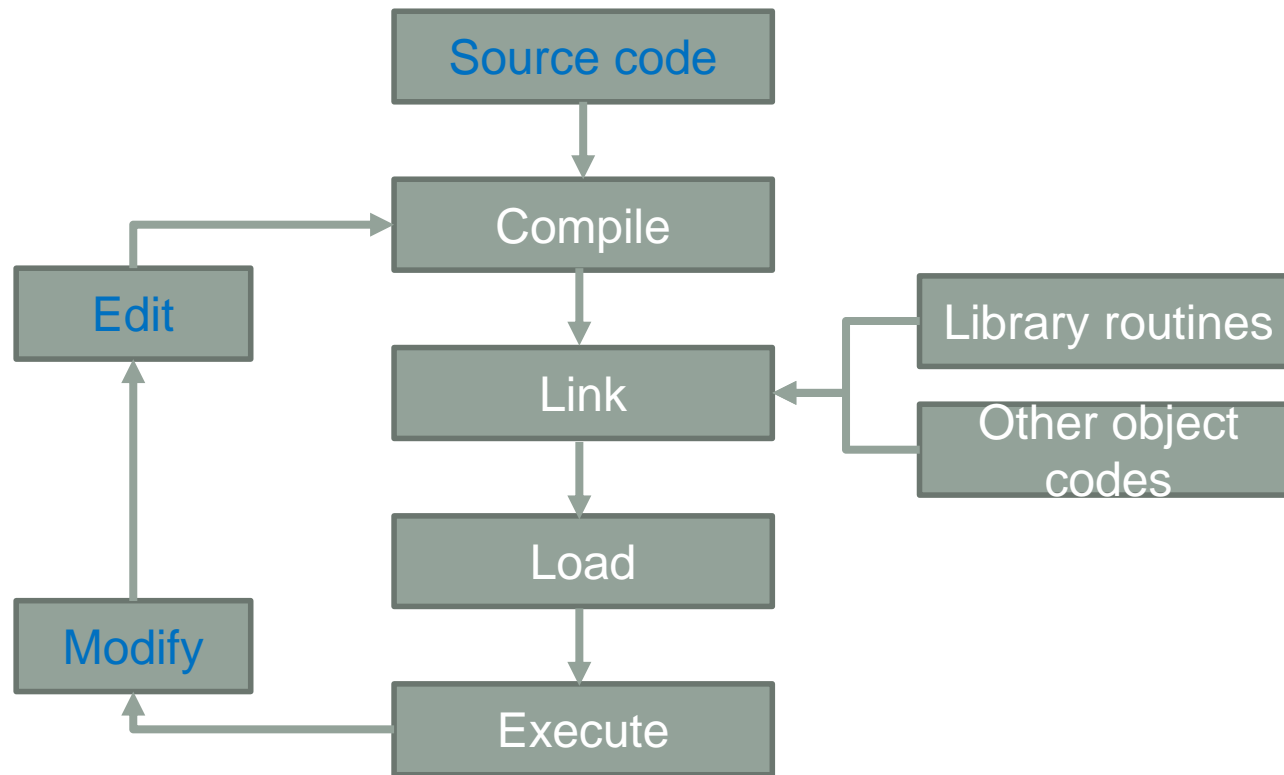 Source code
Compile
Edit
Library routines
Link
Other object
codes
Load
Modify
Execute